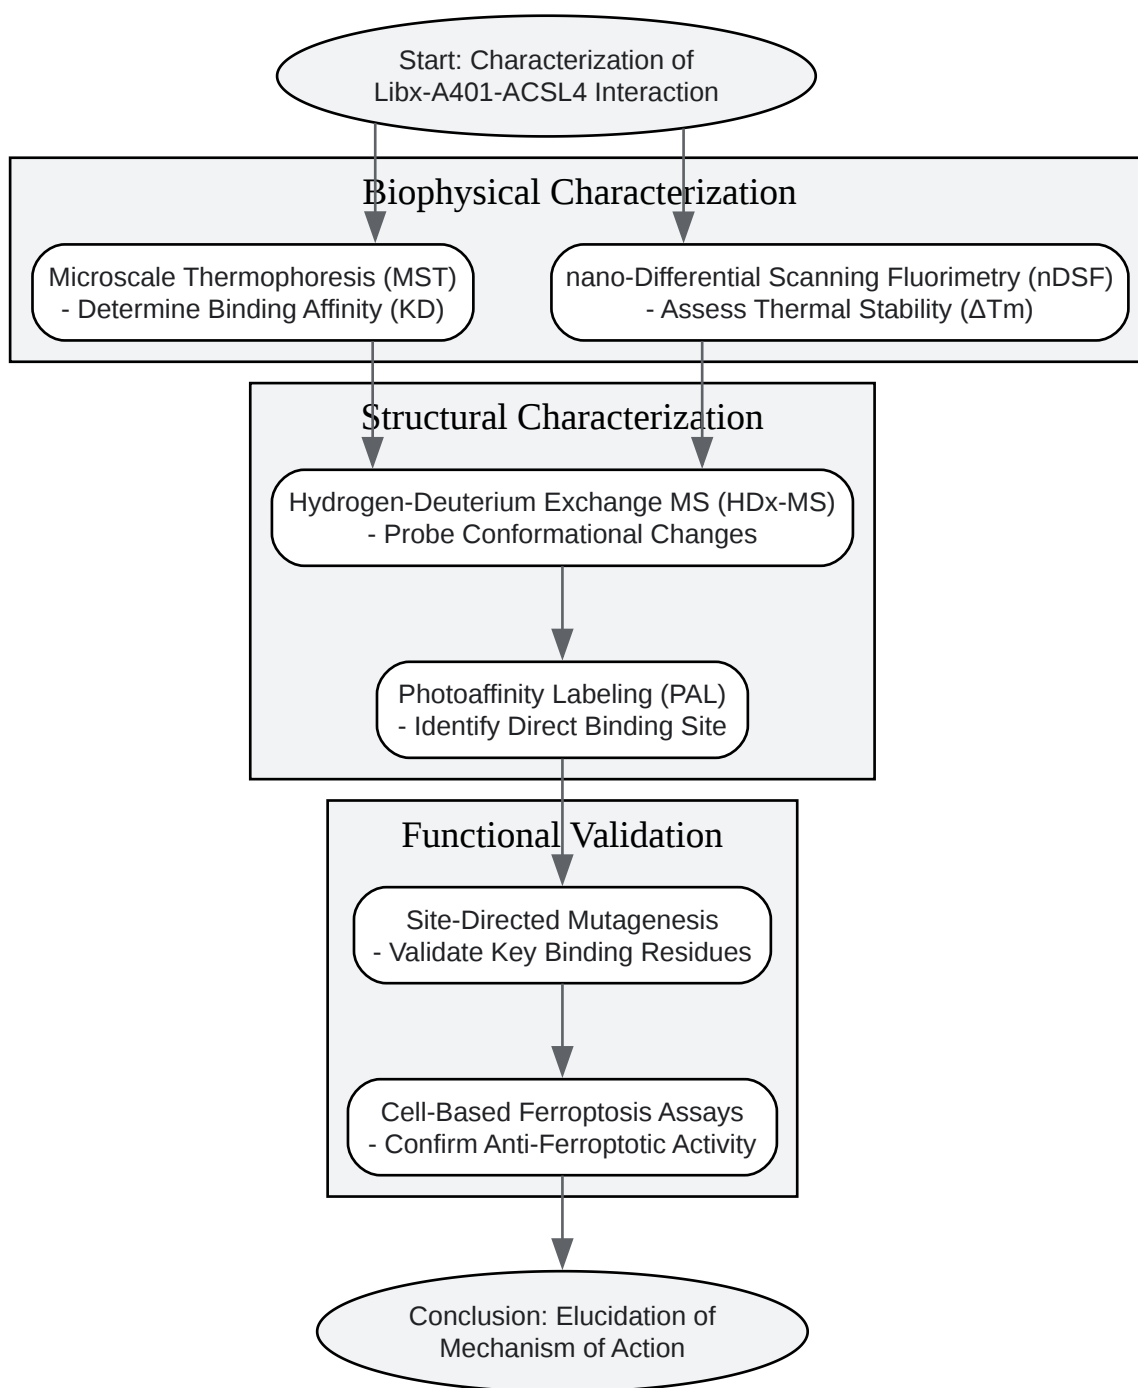 Start: Characterization of
Libx-A401-ACSL4 Interaction
Biophysical Characterization
Microscale Thermophoresis (MST)
- Determine Binding Affinity (KD)
nano-Differential Scanning Fluorimetry (nDSF)
- Assess Thermal Stability (ΔTm)
Structural Characterization
Hydrogen-Deuterium Exchange MS (HDx-MS)
- Probe Conformational Changes
Photoaffinity Labeling (PAL)
- Identify Direct Binding Site
Functional Validation
Site-Directed Mutagenesis
- Validate Key Binding Residues
Cell-Based Ferroptosis Assays
- Confirm Anti-Ferroptotic Activity
Conclusion: Elucidation of
Mechanism of Action